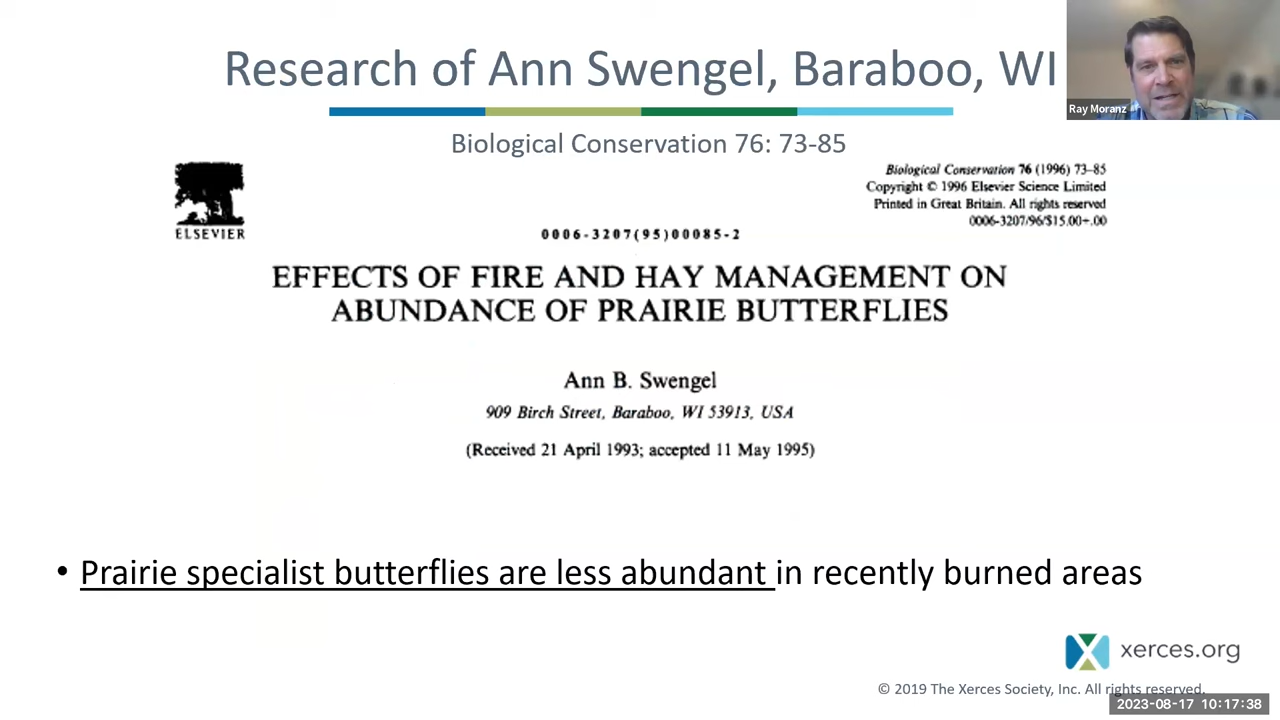 Research of Ann Swengel, Baraboo, WI
Ray Moranz
Biological Conservation 76: 73-85
Biological Conservation 76 (1996) 73–85
Copyright © 1996 Elsevier Science Limited
Printed in Great Britain. All rights reserved
0006-3207/96/$15.00+.00
ELSEVIER
0006-3207(95)00085-2
EFFECTS OF FIRE AND HAY MANAGEMENT ON
ABUNDANCE OF PRAIRIE BUTTERFLIES
Ann B. Swengel
909 Birch Street, Baraboo, WI 53913, USA
(Received 21 April 1993; accepted 11 May 1995)
• Prairie specialist butterflies are less abundant in recently burned areas
xerces.org
© 2019 The Xerces Society, Inc. All rights reserved.
2023-08-17 10:17:38